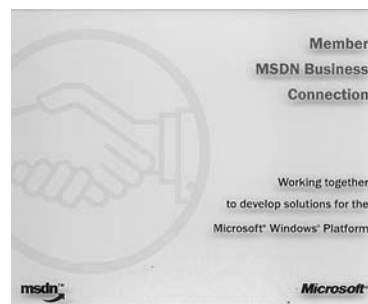 Member
MSDN Business
Connection
Working together
to develop solutions for the
Microsoft® Windows® Platform
msdn™
Microsoft®